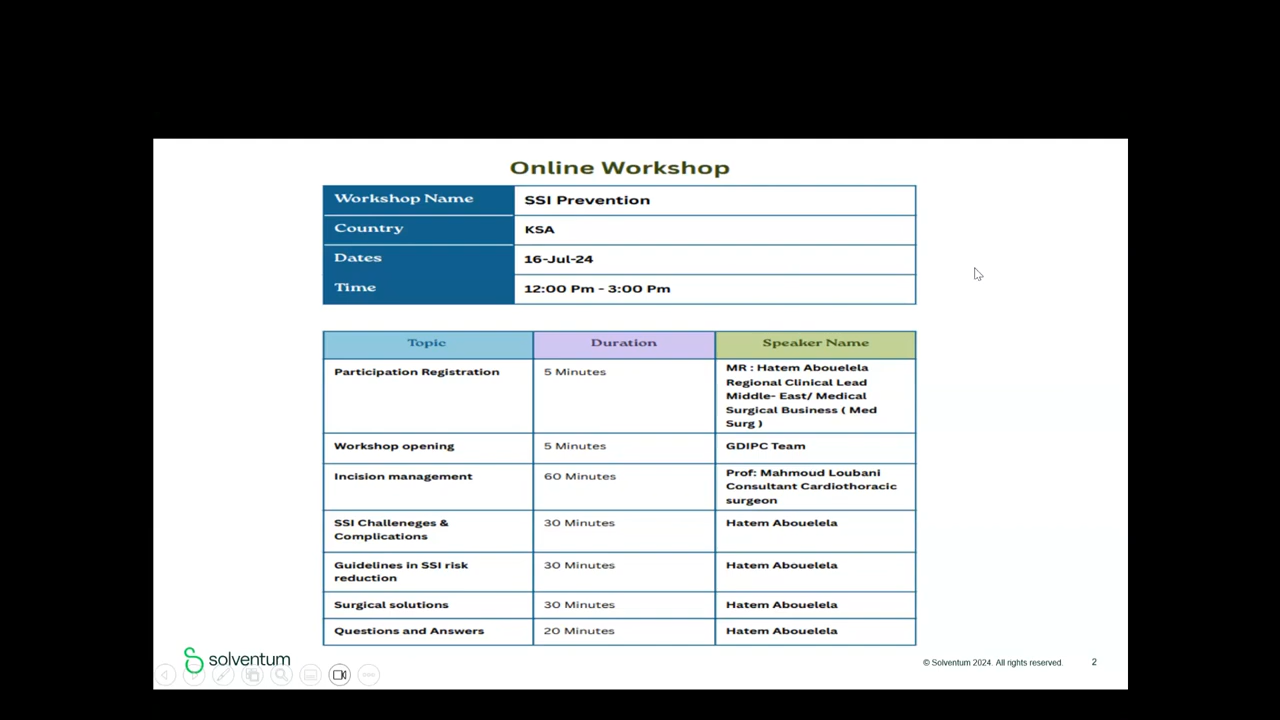 Online Workshop
Workshop Name SSI Prevention
Country KSA
Dates 16-Jul-24
Time 12:00 Pm - 3:00 Pm
Topic Duration Speaker Name
Participation Registration 5 Minutes MR : Hatem Abouelela
Regional Clinical Lead
Middle- East/ Medical
Surgical Business ( Med
Surg )
Workshop opening 5 Minutes GDIPC Team
Incision management 60 Minutes Prof: Mahmoud Loubani
Consultant Cardiothoracic
surgeon
SSI Challeneges & 30 Minutes Hatem Abouelela
Complications
Guidelines in SSI risk 30 Minutes Hatem Abouelela
reduction
Surgical solutions 30 Minutes Hatem Abouelela
Questions and Answers 20 Minutes Hatem Abouelela
solventum
© Solventum 2024. All rights reserved. 2